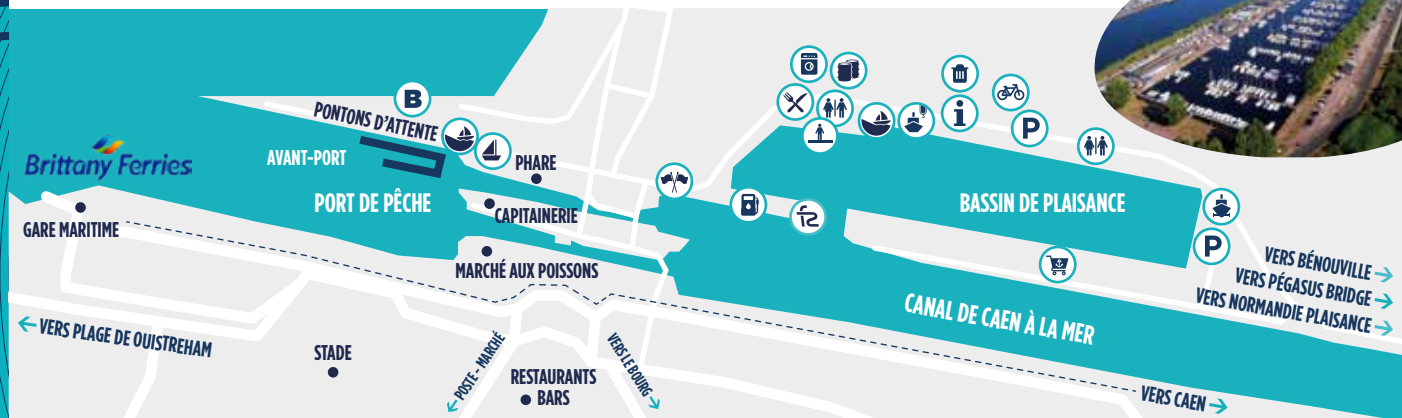 B
PONTONS D'ATTENTE
AVANT-PORT
Brittany Ferries
PHARE
PORT DE PÊCHE
CAPITAINERIE
GARE MARITIME
MARCHÉ AUX POISSONS
i
P
BASSIN DE PLAISANCE
P
VERS BÉNOUVILLE →
VERS PÉGASUS BRIDGE →
VERS NORMANDIE PLAISANCE →
CANAL DE CAEN À LA MER
← VERS PLAGE DE OUISTREHAM
STADE
← POSTE - MARCHÉ
VERS LE BOURG →
RESTAURANTS
BARS
VERS CAEN →